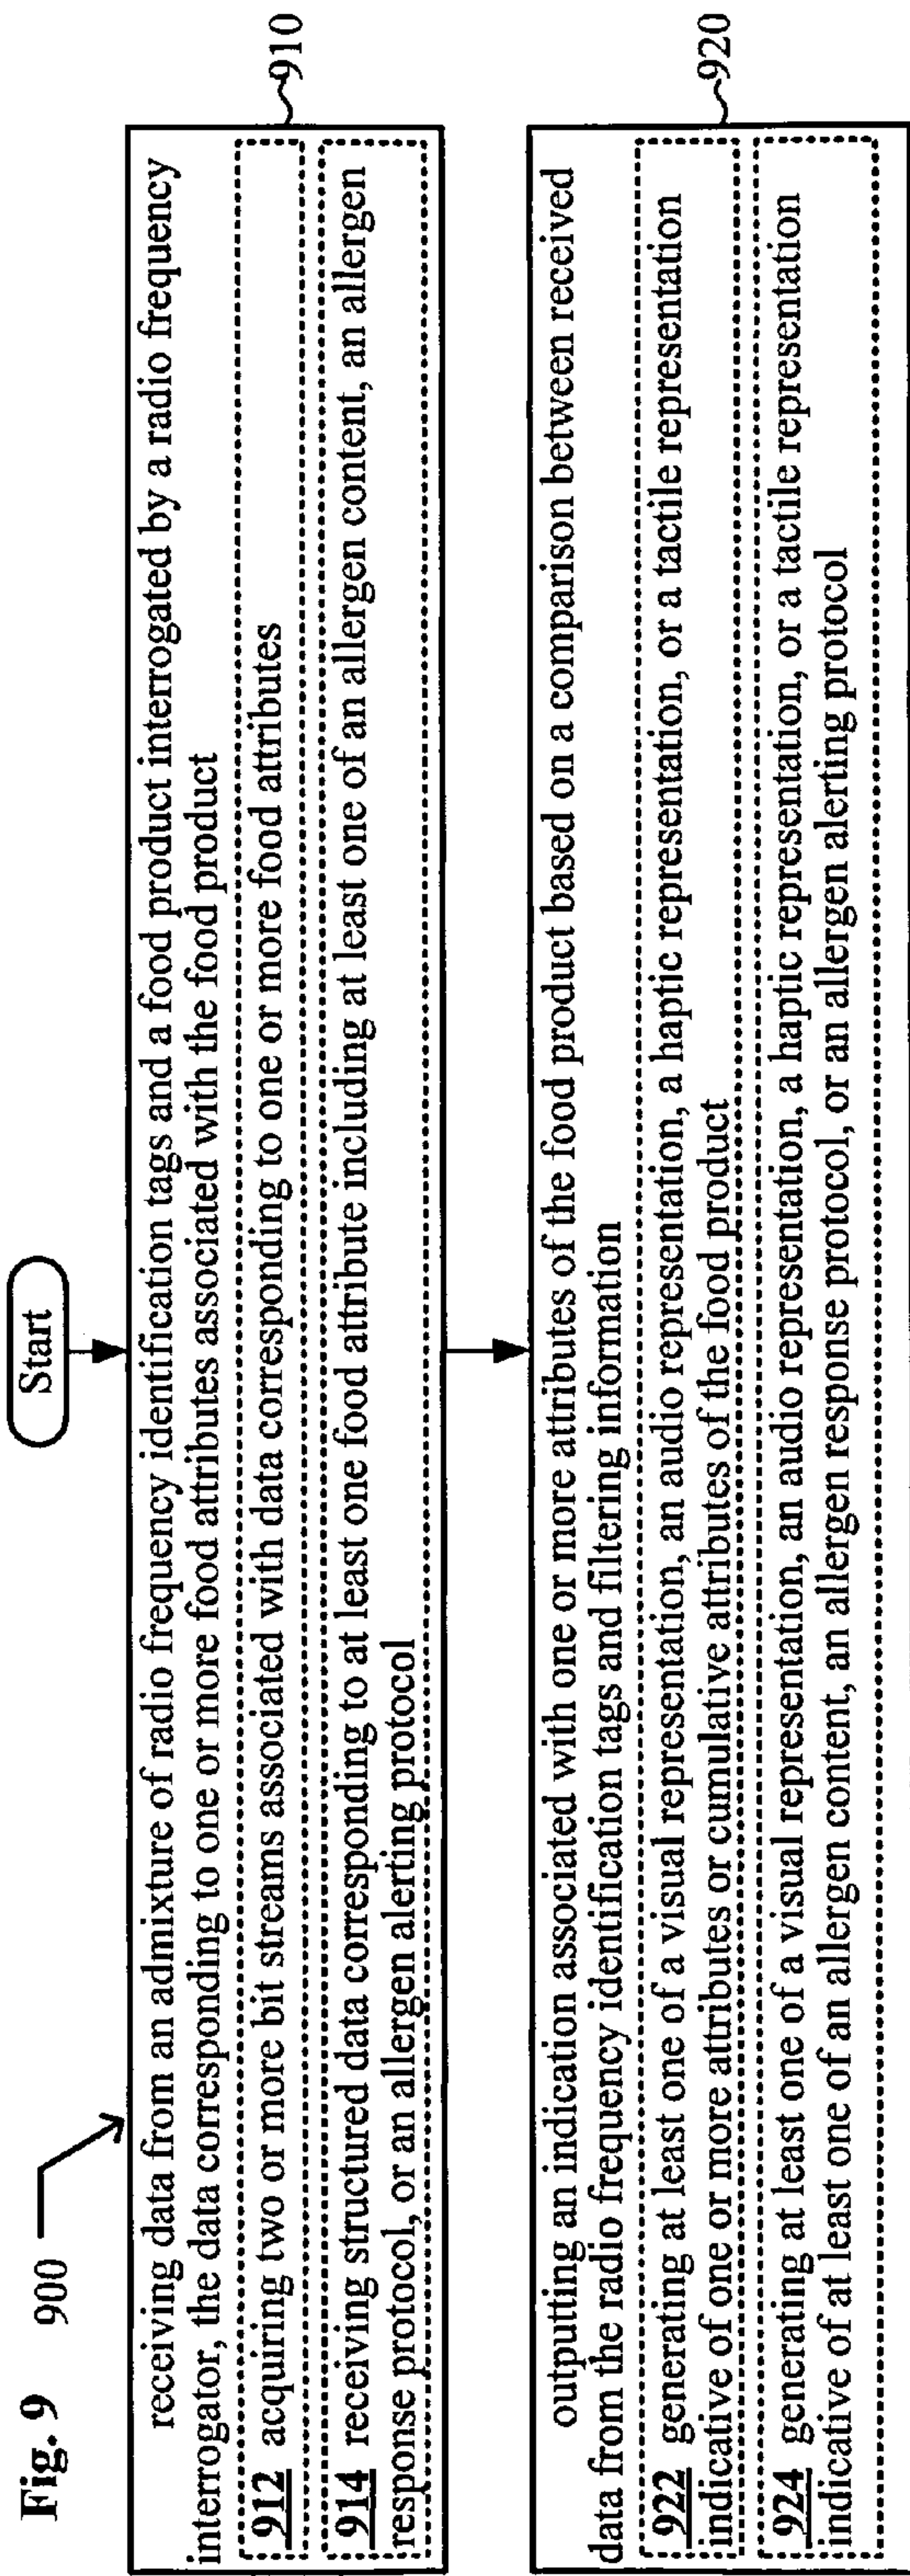 Fig. 9 900
Start
receiving data from an admixture of radio frequency identification tags and a food product interrogated by a radio frequency
interrogator, the data corresponding to one or more food attributes associated with the food product
912 acquiring two or more bit streams associated with data corresponding to one or more food attributes
914 receiving structured data corresponding to at least one food attribute including at least one of an allergen content, an allergen
response protocol, or an allergen alerting protocol
910
outputting an indication associated with one or more attributes of the food product based on a comparison between received
data from the radio frequency identification tags and filtering information
922 generating at least one of a visual representation, an audio representation, a haptic representation, or a tactile representation
indicative of one or more attributes or cumulative attributes of the food product
924 generating at least one of a visual representation, an audio representation, a haptic representation, or a tactile representation
indicative of at least one of an allergen content, an allergen response protocol, or an allergen alerting protocol
920